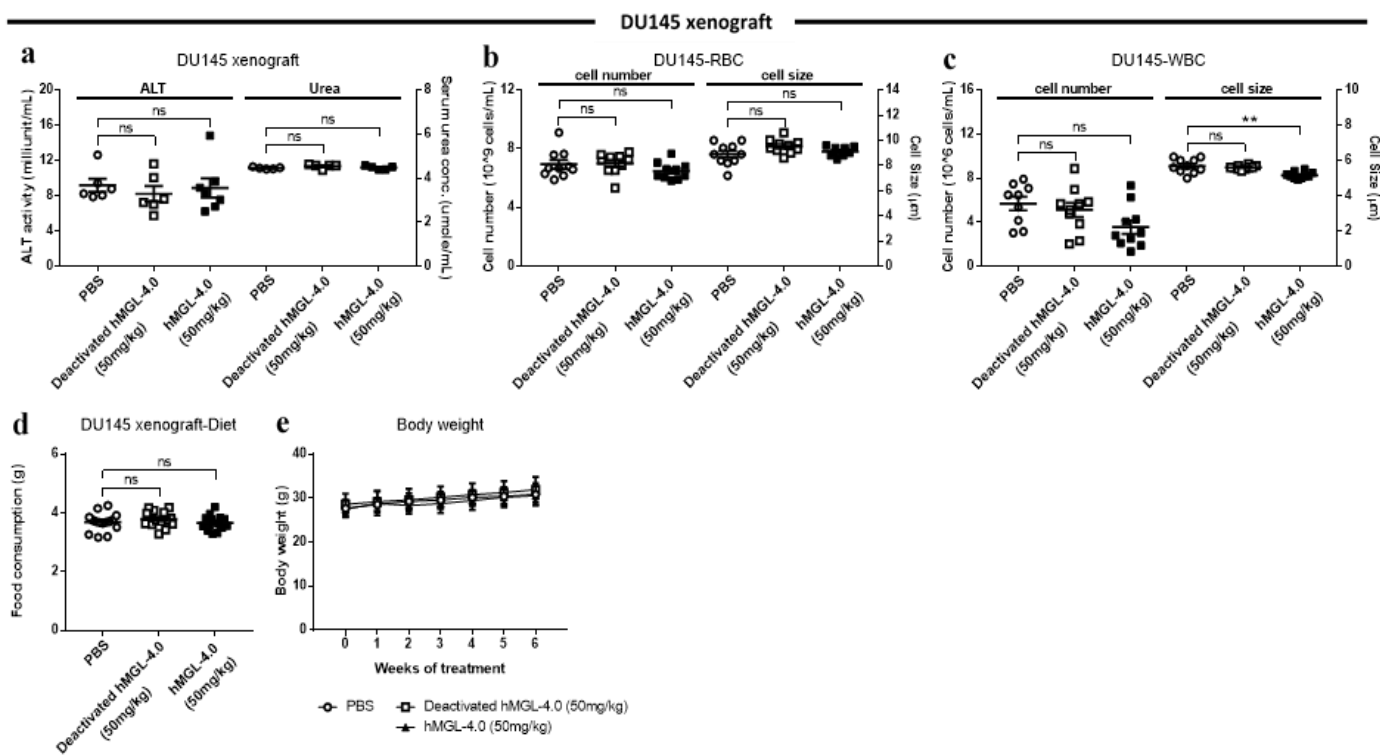 DU145 xenograft
a
DU145 xenograft
ALT
Urea
ns
ns
ns
ns
ALT activity (milliunit/mL)
20
16
12
8
4
0
8
6
4
2
0
Serum urea conc. (umole/mL)
PBS
Deactivated hMGL-4.0
(50mg/kg)
hMGL-4.0
(50mg/kg)
PBS
Deactivated hMGL-4.0
(50mg/kg)
hMGL-4.0
(50mg/kg)
b
DU145-RBC
cell number
cell size
ns
ns
ns
ns
Cell number (10^9 cells/mL)
12
9
6
3
0
14
12
10
8
6
4
2
0
Cell Size (μm)
PBS
Deactivated hMGL-4.0
(50mg/kg)
hMGL-4.0
(50mg/kg)
PBS
Deactivated hMGL-4.0
(50mg/kg)
hMGL-4.0
(50mg/kg)
c
DU145-WBC
cell number
cell size
ns
ns
**
ns
Cell number (10^6 cells/mL)
16
12
8
4
0
10
8
6
4
2
0
Cell Size (μm)
PBS
Deactivated hMGL-4.0
(50mg/kg)
hMGL-4.0
(50mg/kg)
PBS
Deactivated hMGL-4.0
(50mg/kg)
hMGL-4.0
(50mg/kg)
d
DU145 xenograft-Diet
ns
ns
Food consumption (g)
6
4
2
0
PBS
Deactivated hMGL-4.0
(50mg/kg)
hMGL-4.0
(50mg/kg)
e
Body weight
Body weight (g)
40
30
20
10
0
0 1 2 3 4 5 6
Weeks of treatment
PBS
Deactivated hMGL-4.0 (50mg/kg)
hMGL-4.0 (50mg/kg)